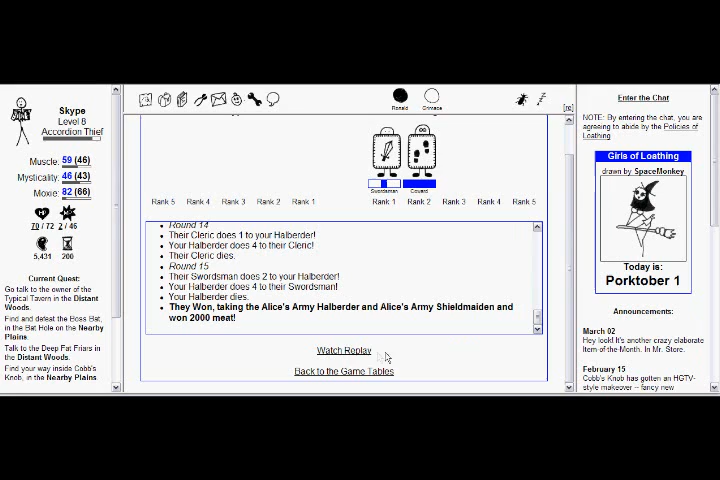 Skype
Level 8
Accordion Thief
Muscle: 59 (46)
Mysticality: 46 (43)
Moxie: 82 (66)
HP
MP
70 / 72
2 / 46
5,431
200
Current Quest:
Go talk to the owner of the
Typical Tavern in the Distant
Woods.
Find and defeat the Boss Bat,
in the Bat Hole on the Nearby
Plains.
Talk to the Deep Fat Friars in
the Distant Woods.
Find your way inside Cobb's
Knob, in the Nearby Plains
Ronald
Grimace
[re]
Swordsman
Coward
Rank 5 Rank 4 Rank 3 Rank 2 Rank 1 Rank 1 Rank 2 Rank 3 Rank 4 Rank 5
Round 14
Their Cleric does 1 to your Halberder!
Your Halberder does 4 to their Cleric!
Their Cleric dies.
Round 15
Their Swordsman does 2 to your Halberder!
Your Halberder does 4 to their Swordsman!
Your Halberder dies.
They Won, taking the Alice's Army Halberder and Alice's Army Shieldmaiden and
won 2000 meat!
Watch Replay
Back to the Game Tables
Enter the Chat
NOTE: By entering the chat, you are
agreeing to abide by the Policies of
Loathing
Girls of Loathing
drawn by SpaceMonkey
Today is:
Porktober 1
Announcements:
March 02
Hey look! It's another crazy elaborate
Item-of-the-Month. In Mr. Store.
February 15
Cobb's Knob has gotten an HGTV-
style makeover -- fancy new